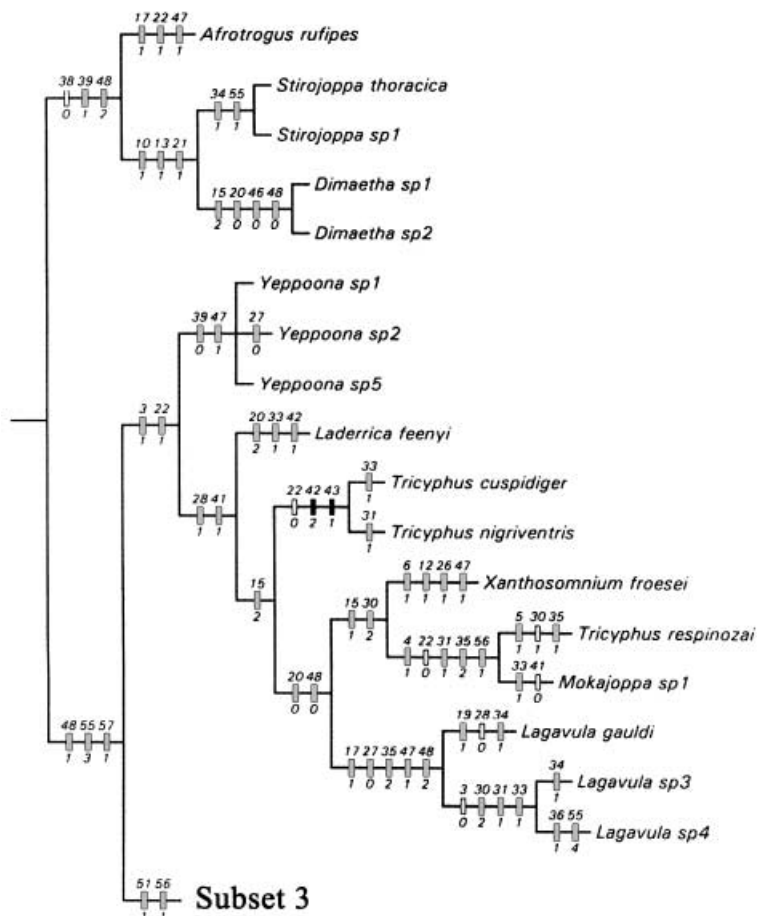 17 22 47
Afrotrogus rufipes
1 1 1
38 39 48
0 1 2
34 55
Stirojoppa thoracica
1 1
Stirojoppa sp1
10 13 21
1 1 1
15 20 46 48
Dimaetha sp1
2 0 0 0
Dimaetha sp2
Yeppoona sp1
39 47
27
Yeppoona sp2
0 1
0
Yeppoona sp5
3 22
1 1
20 33 42
Laderrica feenyi
2 1 1
28 41
1 1
22 42 43
0 2 1
33
Tricyphus cuspidiger
1
31
Tricyphus nigriventris
1
15
2
6 12 26 47
Xanthosomnium froesei
1 1 1 1
15 30
1 2
4 22 31 35 56
1 0 1 2 1
5 30 35
Tricyphus respinozai
1 1 1
33 41
Mokajoppa sp1
1 0
20 48
0 0
19 28 34
Lagavula gauldi
1 0 1
17 27 35 47 48
1 0 2 1 2
34
Lagavula sp3
1
3 30 31 33
0 2 1 1
36 55
Lagavula sp4
1 4
48 55 57
1 3 1
51 56
Subset 3